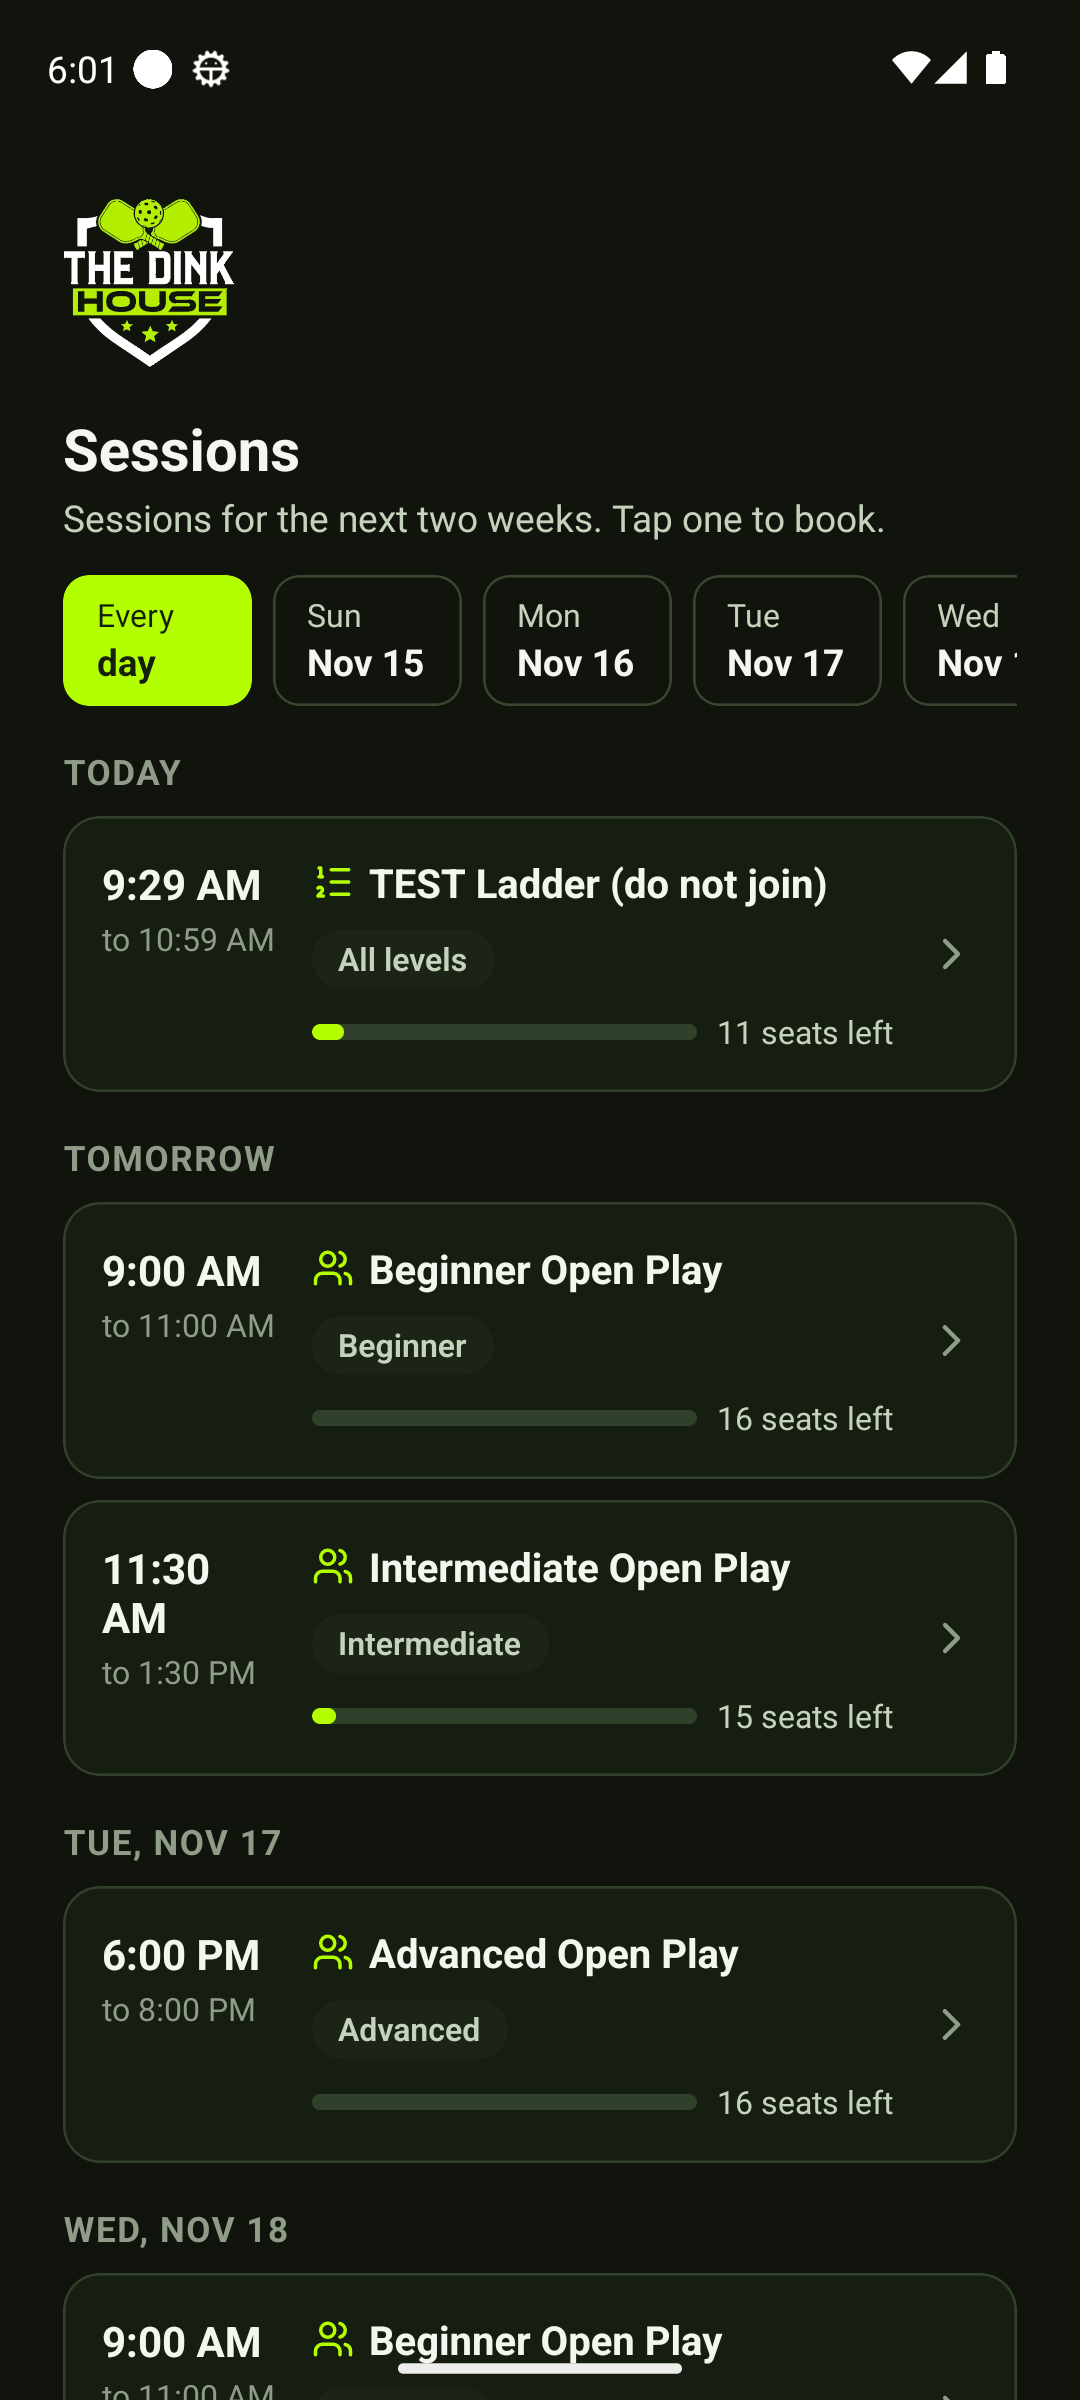 6:01
THE DINK
HOUSE
Sessions
Sessions for the next two weeks. Tap one to book.
Every
day
Sun
Nov 15
Mon
Nov 16
Tue
Nov 17
Wed
Nov
TODAY
9:29 AM
to 10:59 AM
TEST Ladder (do not join)
All levels
11 seats left
TOMORROW
9:00 AM
to 11:00 AM
Beginner Open Play
Beginner
16 seats left
11:30
AM
to 1:30 PM
Intermediate Open Play
Intermediate
15 seats left
TUE, NOV 17
6:00 PM
to 8:00 PM
Advanced Open Play
Advanced
16 seats left
WED, NOV 18
9:00 AM
to 11:00 AM
Beginner Open Play